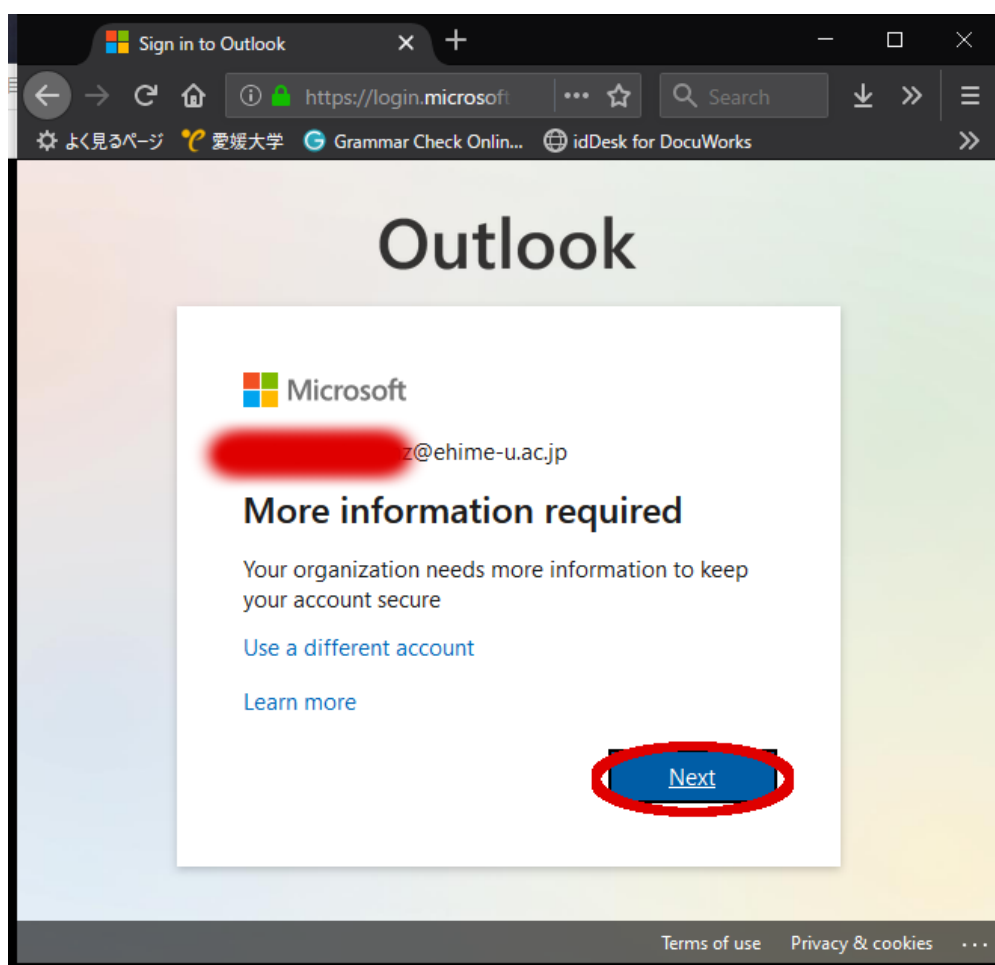 Sign in to Outlook
https://login.microsoft
Search
よく見るページ 愛媛大学 Grammar Check Onlin... idDesk for DocuWorks
Outlook
Microsoft
z@ehime-u.ac.jp
More information required
Your organization needs more information to keep
your account secure
Use a different account
Learn more
Next
Terms of use Privacy & cookies ...